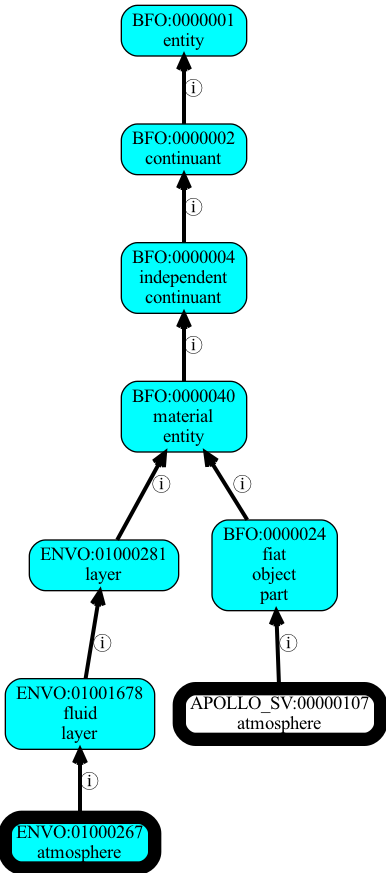 BFO:0000001
entity
ⓘ
BFO:0000002
continuant
ⓘ
BFO:0000004
independent
continuant
ⓘ
BFO:0000040
material
entity
ⓘ
ⓘ
ENVO:01000281
layer
BFO:0000024
fiat
object
part
ⓘ
ⓘ
ENVO:01001678
fluid
layer
APOLLO_SV:00000107
atmosphere
ⓘ
ENVO:01000267
atmosphere